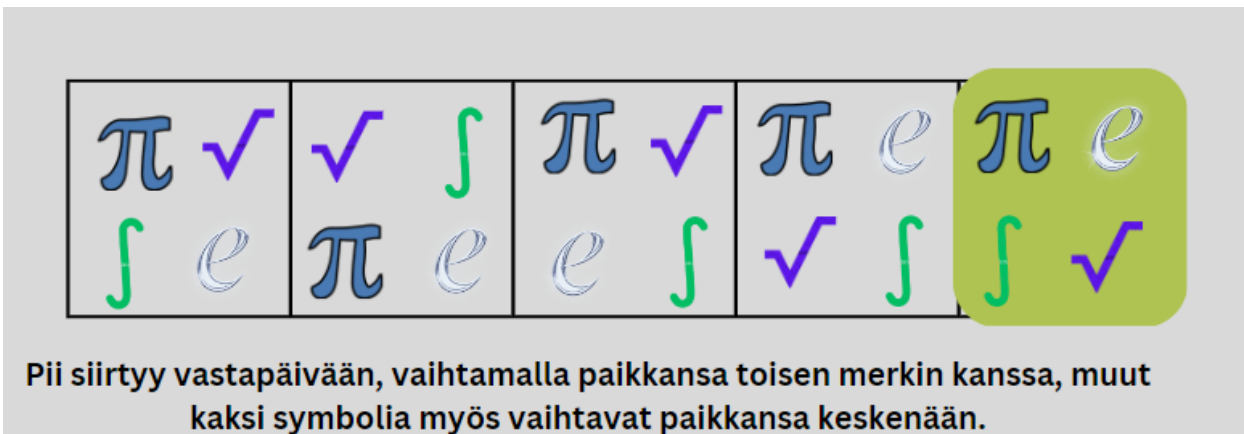 π √ √ ∫ π √ π e π e
∫ e π e e ∫ √ ∫ ∫ √
Pii siirtyy vastapäivään, vaihtamalla paikkansa toisen merkin kanssa, muut
kaksi symbolia myös vaihtavat paikkansa keskenään.